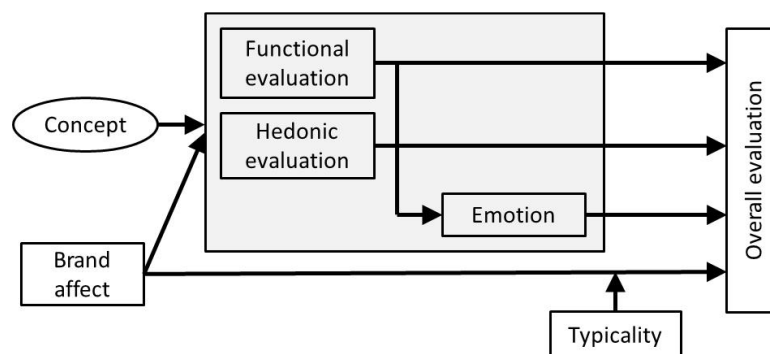 Functional
evaluation
Concept
Hedonic
evaluation
Emotion
Brand
affect
Typicality
Overall evaluation